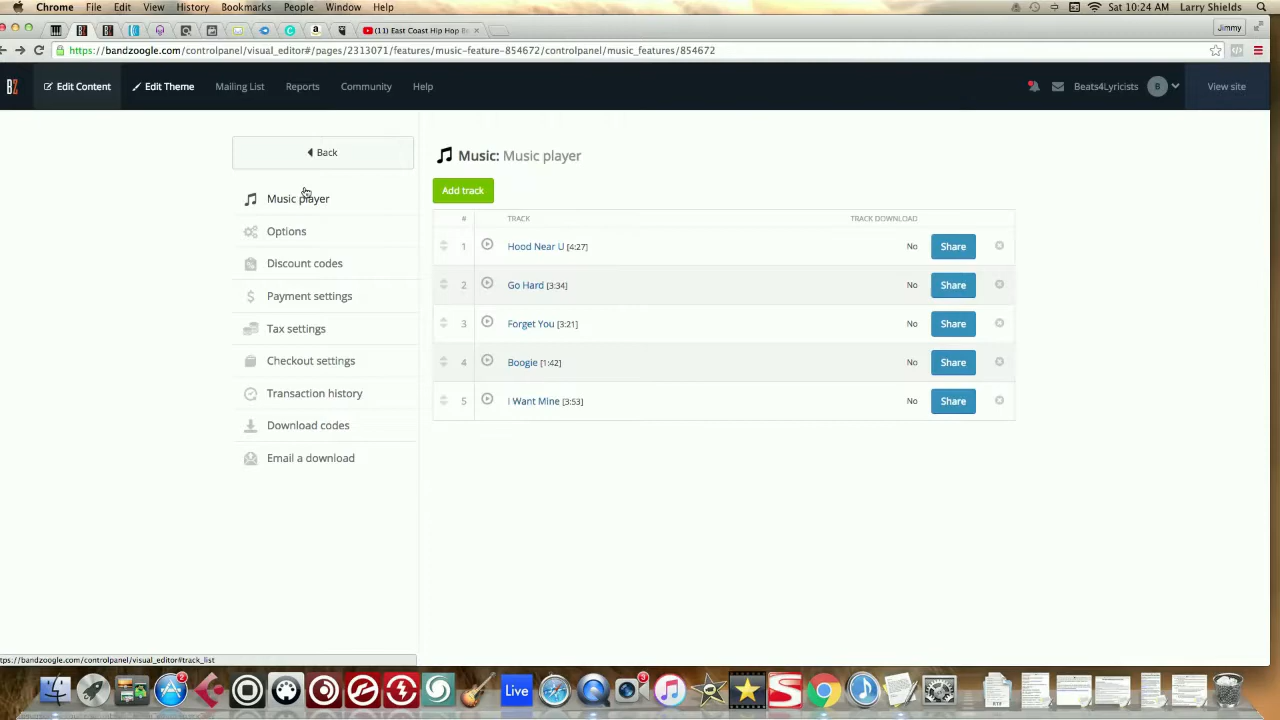 Chrome File Edit View History Bookmarks People Window Help Sat 10:24 AM Larry Shields
(11) East Coast Hip Hop B Jimmy
https://bandzoogle.com/controlpanel/visual_editor#/pages/2313071/features/music-feature-854672/controlpanel/music_features/854672
BZ Edit Content Edit Theme Mailing List Reports Community Help Beats4Lyricists B View site
Back
Music player
Options
Discount codes
Payment settings
Tax settings
Checkout settings
Transaction history
Download codes
Email a download
Music: Music player
Add track
# TRACK TRACK DOWNLOAD
1 Hood Near U [4:27] No Share
2 Go Hard [3:34] No Share
3 Forget You [3:21] No Share
4 Boogie [1:42] No Share
5 I Want Mine [3:53] No Share
ttps://bandzoogle.com/controlpanel/visual_editor#track_list
2 Live 3